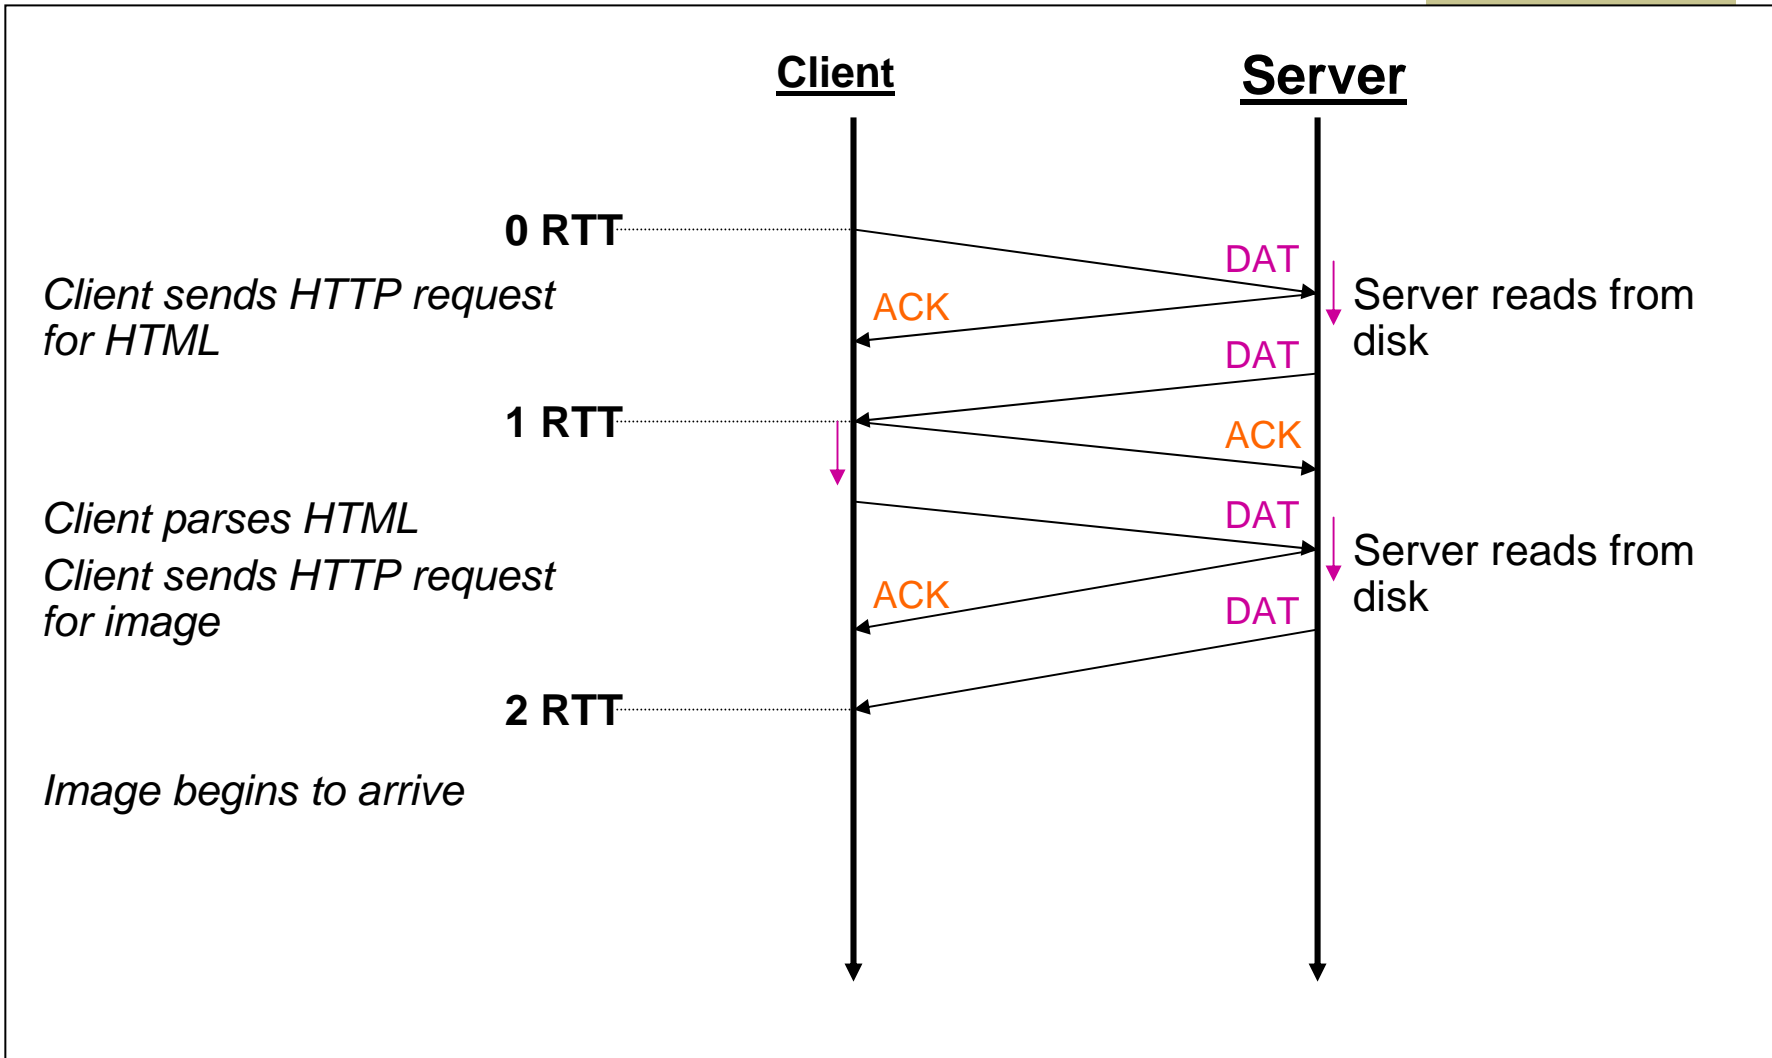 Client
Server
0 RTT
DAT
Client sends HTTP request
for HTML
ACK
Server reads from
disk
DAT
1 RTT
ACK
Client parses HTML
DAT
Server reads from
disk
Client sends HTTP request
for image
ACK
DAT
2 RTT
Image begins to arrive